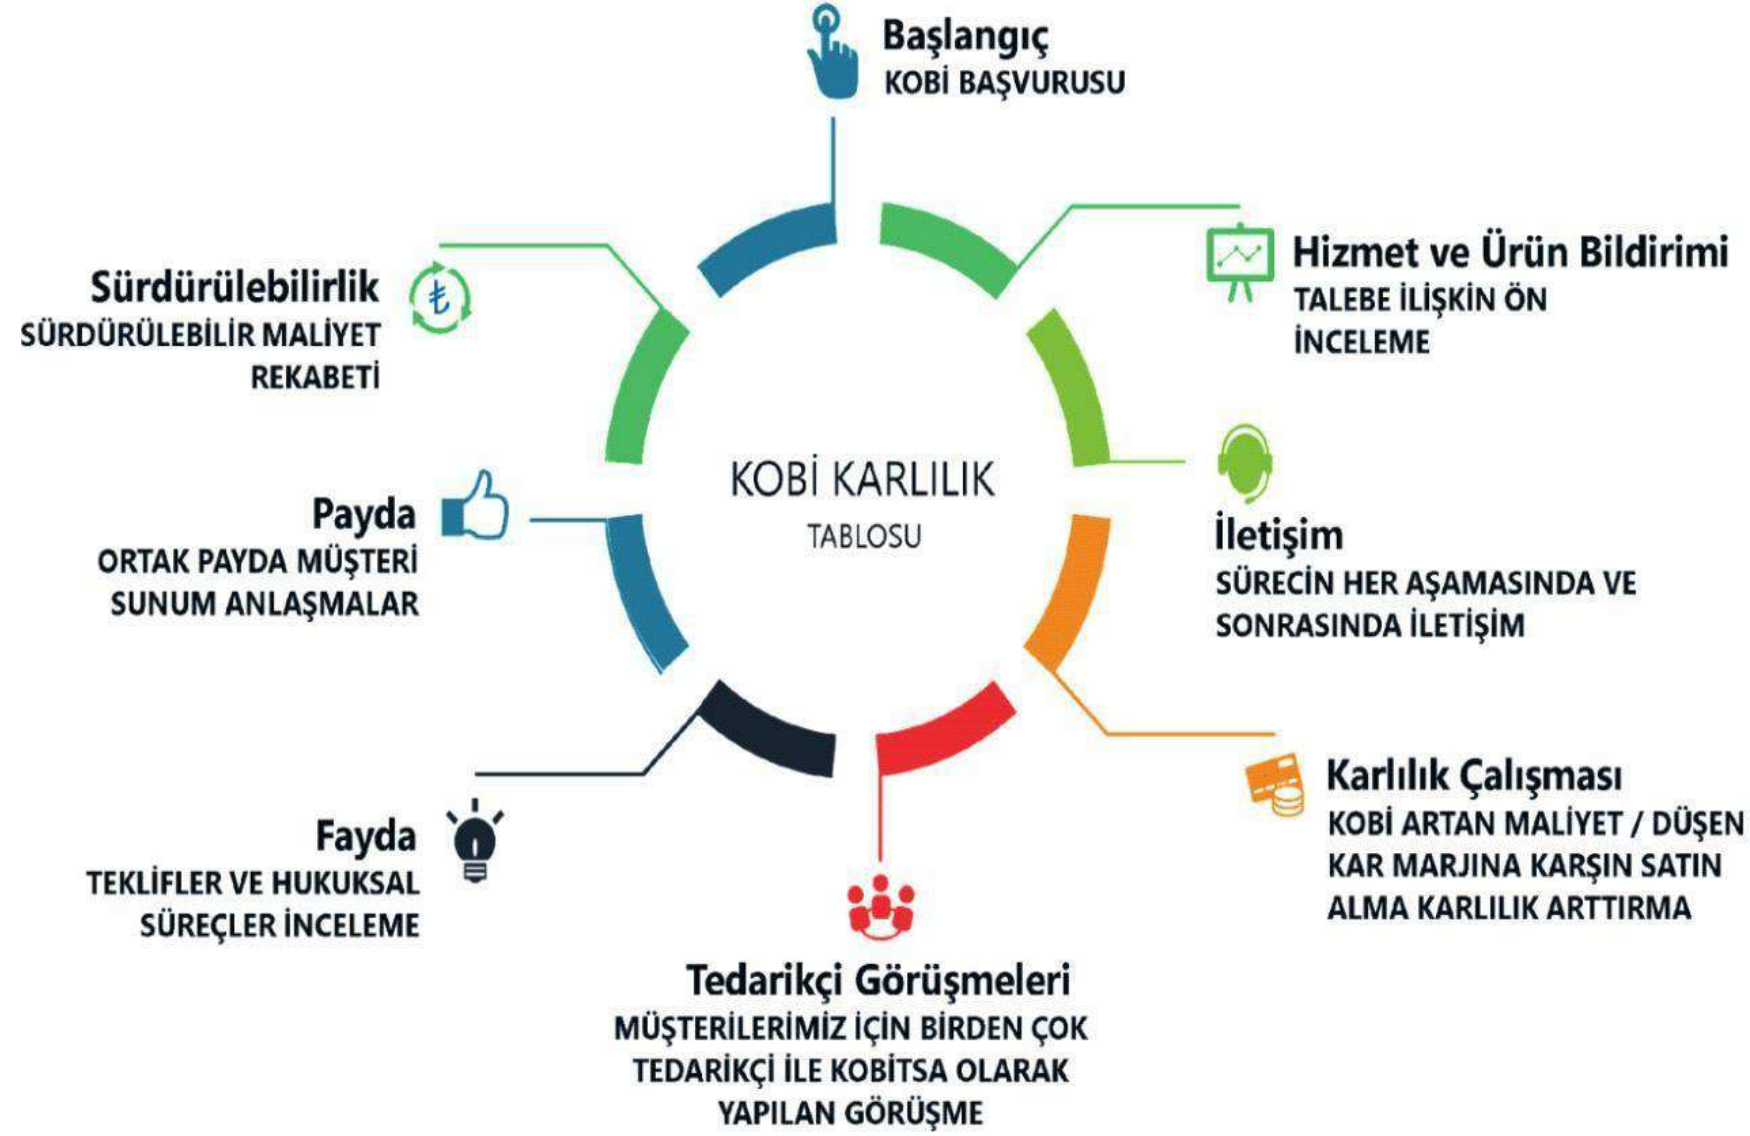 Başlangıç
KOBİ BAŞVURUSU
Hizmet ve Ürün Bildirimi
TALEBE İLİŞKİN ÖN
İNCELEME
İletişim
SÜRECİN HER AŞAMASINDA VE
SONRASINDA İLETİŞİM
Karlılık Çalışması
KOBİ ARTAN MALİYET / DÜŞEN
KAR MARJINA KARŞIN SATIN
ALMA KARLILIK ARTTIRMA
Tedarikçi Görüşmeleri
MÜŞTERİLERİMİZ İÇİN BİRDEN ÇOK
TEDARİKÇİ İLE KOBİTSA OLARAK
YAPILAN GÖRÜŞME
Fayda
TEKLİFLER VE HUKUKSAL
SÜREÇLER İNCELEME
Payda
ORTAK PAYDA MÜŞTERİ
SUNUM ANLAŞMALAR
Sürdürülebilirlik
SÜRDÜRÜLEBİLİR MALİYET
REKABETİ
KOBİ KARLILIK
TABLOSU